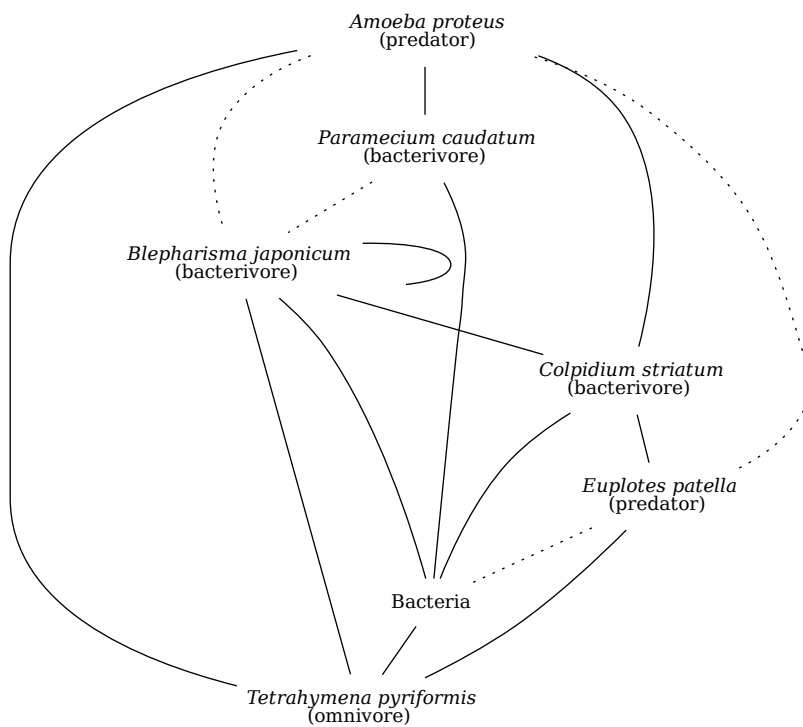 Amoeba proteus
(predator)
Paramecium caudatum
(bacterivore)
Blepharisma japonicum
(bacterivore)
Colpidium striatum
(bacterivore)
Euplotes patella
(predator)
Bacteria
Tetrahymena pyriformis
(omnivore)